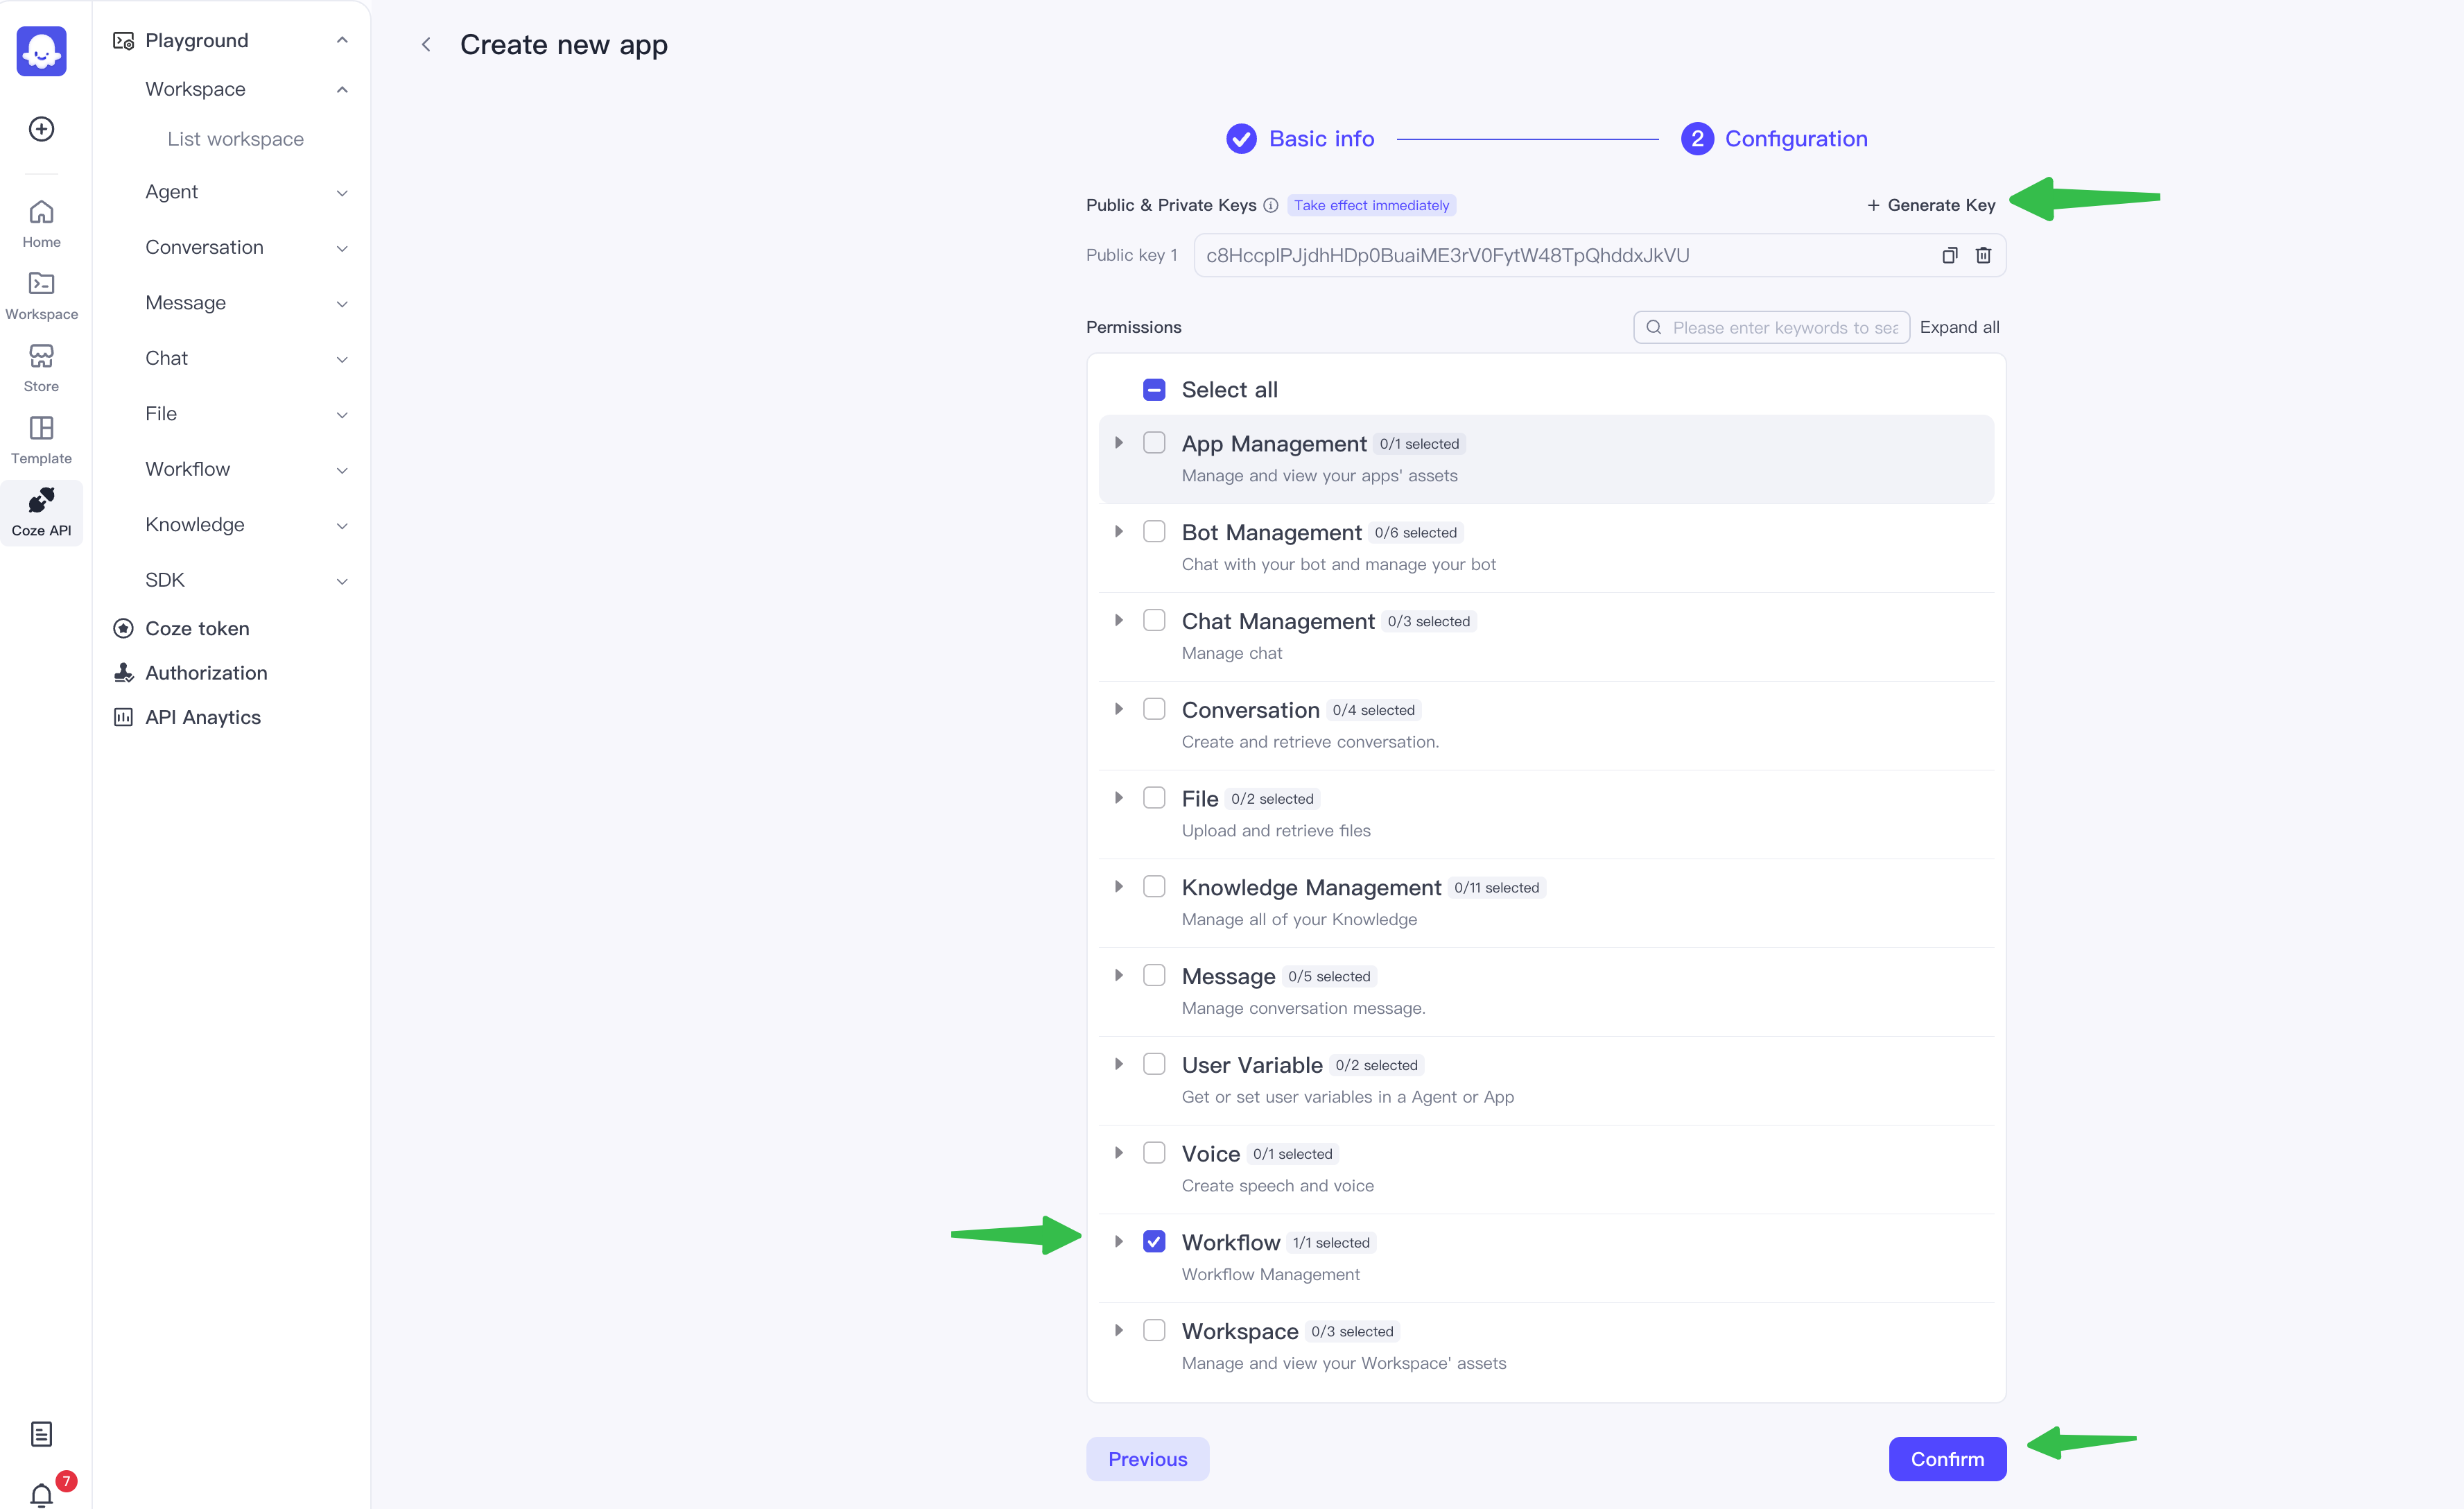 Home
Workspace
Store
Template
Coze API
7
Playground
Workspace
List workspace
Agent
Conversation
Message
Chat
File
Workflow
Knowledge
SDK
Coze token
Authorization
API Anaytics
Create new app
Basic info
2 Configuration
Public & Private Keys Take effect immediately
+ Generate Key
Public key 1 c8HccplPJjdhHDp0BuaiME3rV0FytW48TpQhddxJkVU
Permissions
Please enter keywords to sea
Expand all
Select all
App Management 0/1 selected
Manage and view your apps' assets
Bot Management 0/6 selected
Chat with your bot and manage your bot
Chat Management 0/3 selected
Manage chat
Conversation 0/4 selected
Create and retrieve conversation.
File 0/2 selected
Upload and retrieve files
Knowledge Management 0/11 selected
Manage all of your Knowledge
Message 0/5 selected
Manage conversation message.
User Variable 0/2 selected
Get or set user variables in a Agent or App
Voice 0/1 selected
Create speech and voice
Workflow 1/1 selected
Workflow Management
Workspace 0/3 selected
Manage and view your Workspace' assets
Previous
Confirm